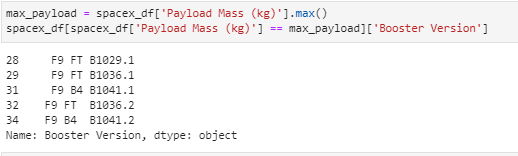 max_payload = spacex_df['Payload Mass (kg)'].max()
spacex_df[spacex_df['Payload Mass (kg)'] == max_payload]['Booster Version']
28     F9 FT B1029.1
29     F9 FT B1036.1
31     F9 B4 B1041.1
32    F9 FT  B1036.2
34    F9 B4  B1041.2
Name: Booster Version, dtype: object